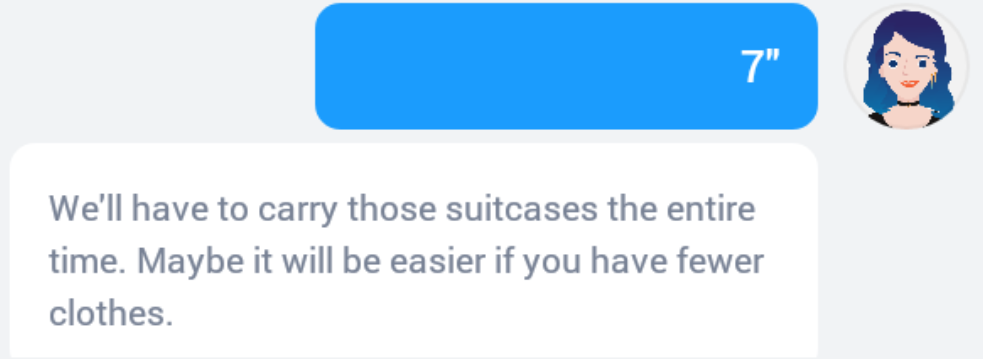 7"
We'll have to carry those suitcases the entire
time. Maybe it will be easier if you have fewer
clothes.